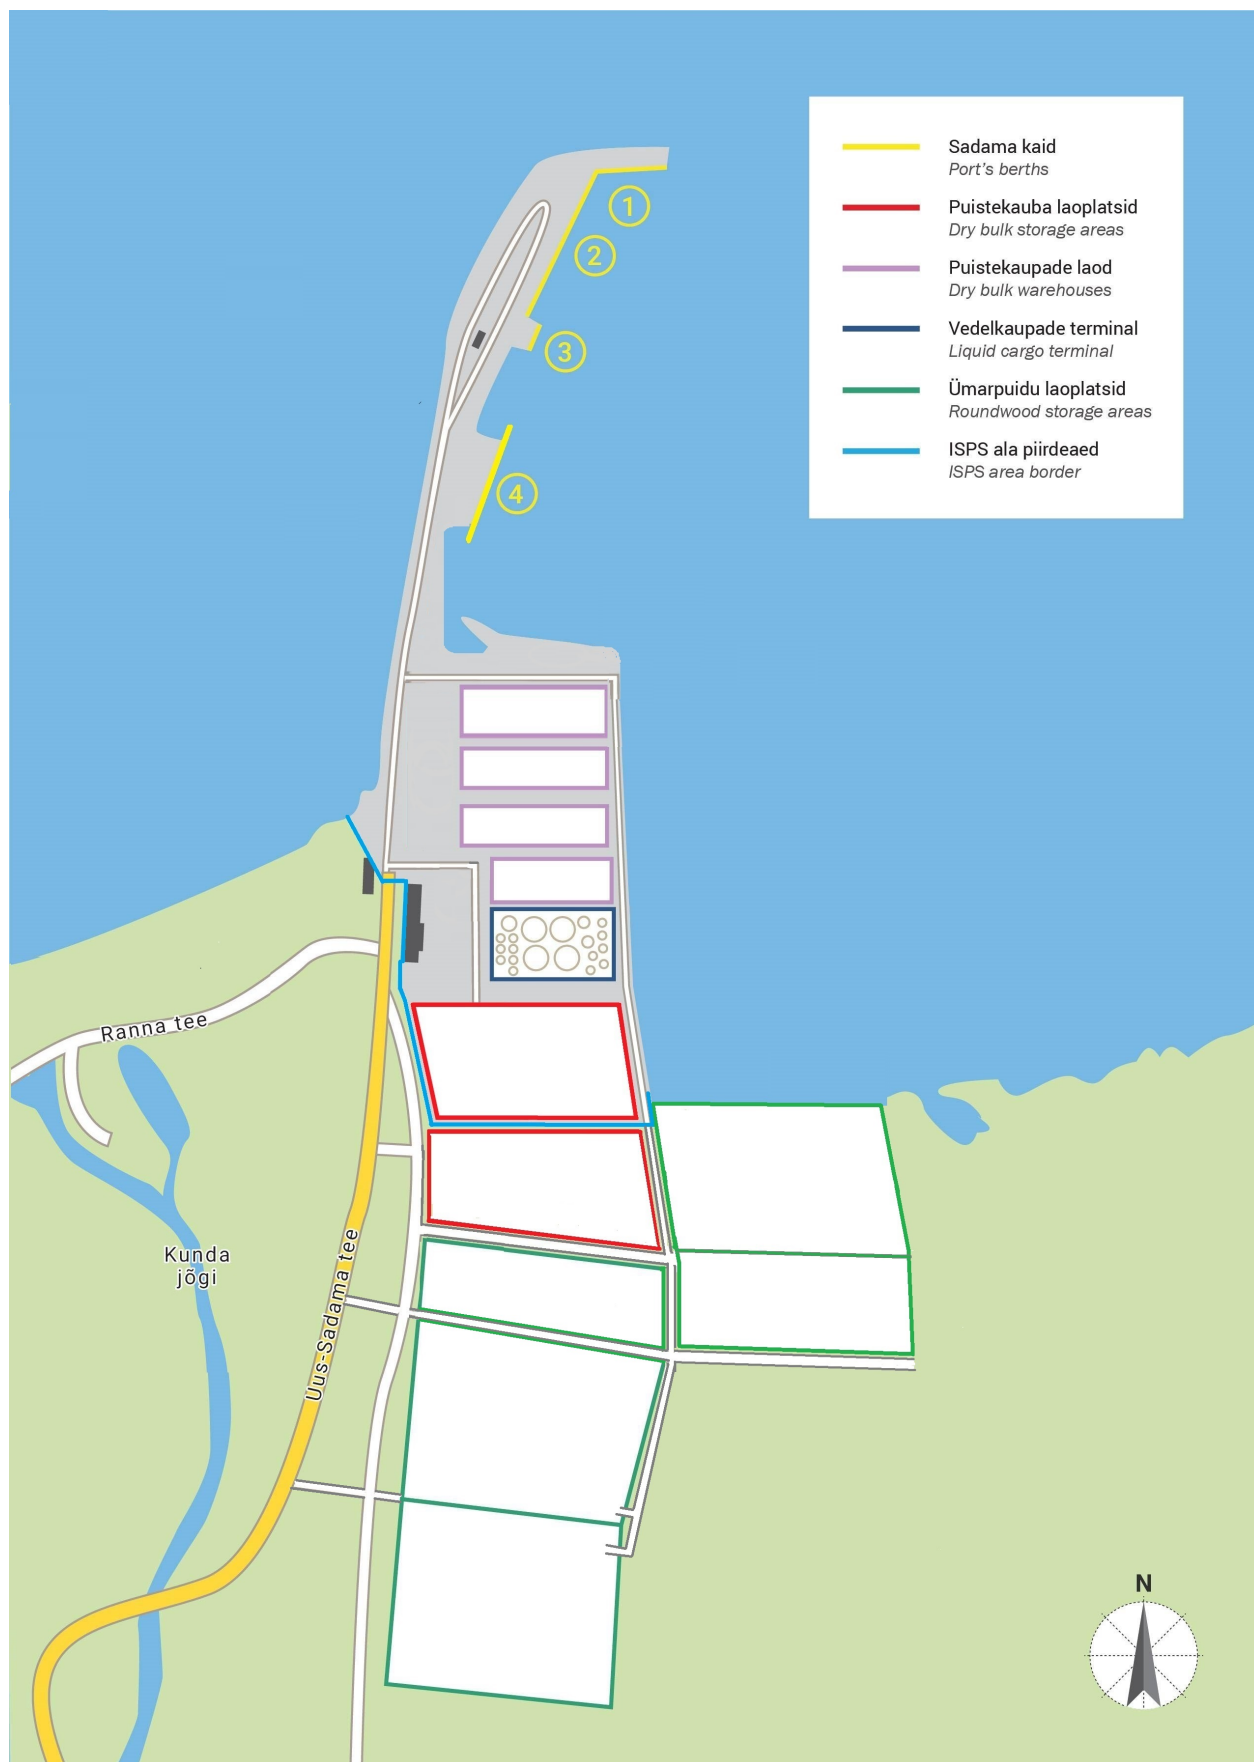 Sadama kaid
Port's berths
Puistekauba laoplatsid
Dry bulk storage areas
Puistekaupade laod
Dry bulk warehouses
Vedelkaupade terminal
Liquid cargo terminal
Ümarpuidu laoplatsid
Roundwood storage areas
ISPS ala piirdeaed
ISPS area border
1
2
3
4
Ranna tee
Kunda
jõgi
Uus-Sadama tee
N